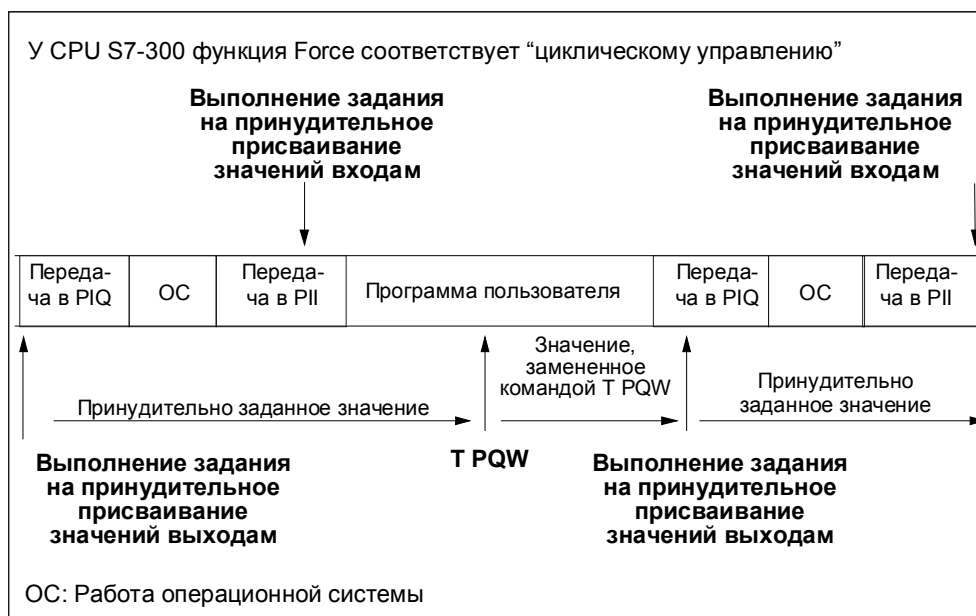 У CPU S7-300 функция Force соответствует “циклическому управлению”
Выполнение задания
на принудительное
присваивание
значений входам
Выполнение задания
на принудительное
присваивание
значений входам
Переда-
ча в PIQ
ОС
Переда-
ча в PII
Программа пользователя
Переда-
ча в PIQ
ОС
Переда-
ча в PII
Принудительно заданное значение
Значение,
замененное
командой T PQW
Принудительно
заданное значение
Выполнение задания
на принудительное
присваивание
значений выходам
T PQW
Выполнение задания
на принудительное
присваивание
значений выходам
ОС: Работа операционной системы